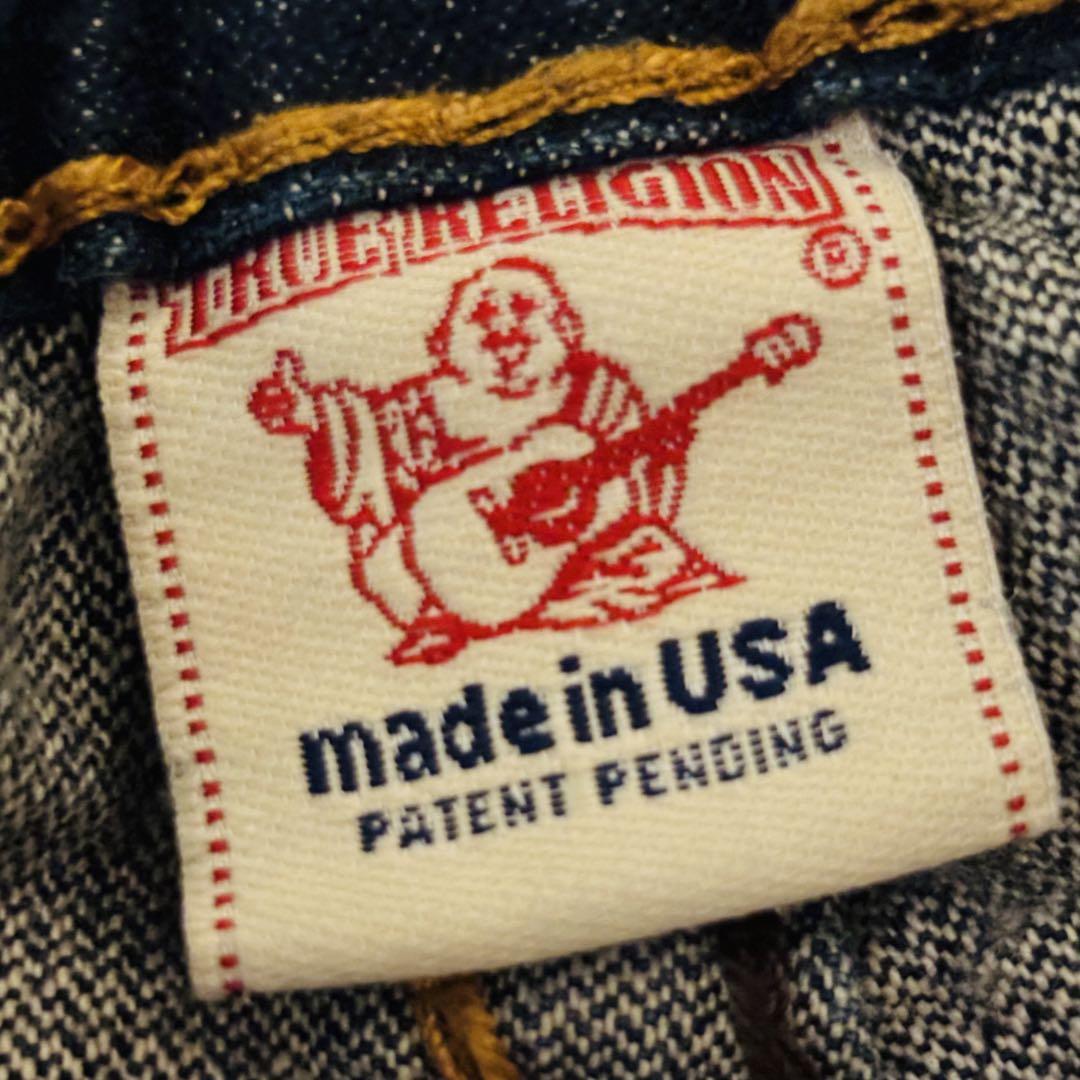 TRUE RELIGION
®
made in USA
PATENT PENDING